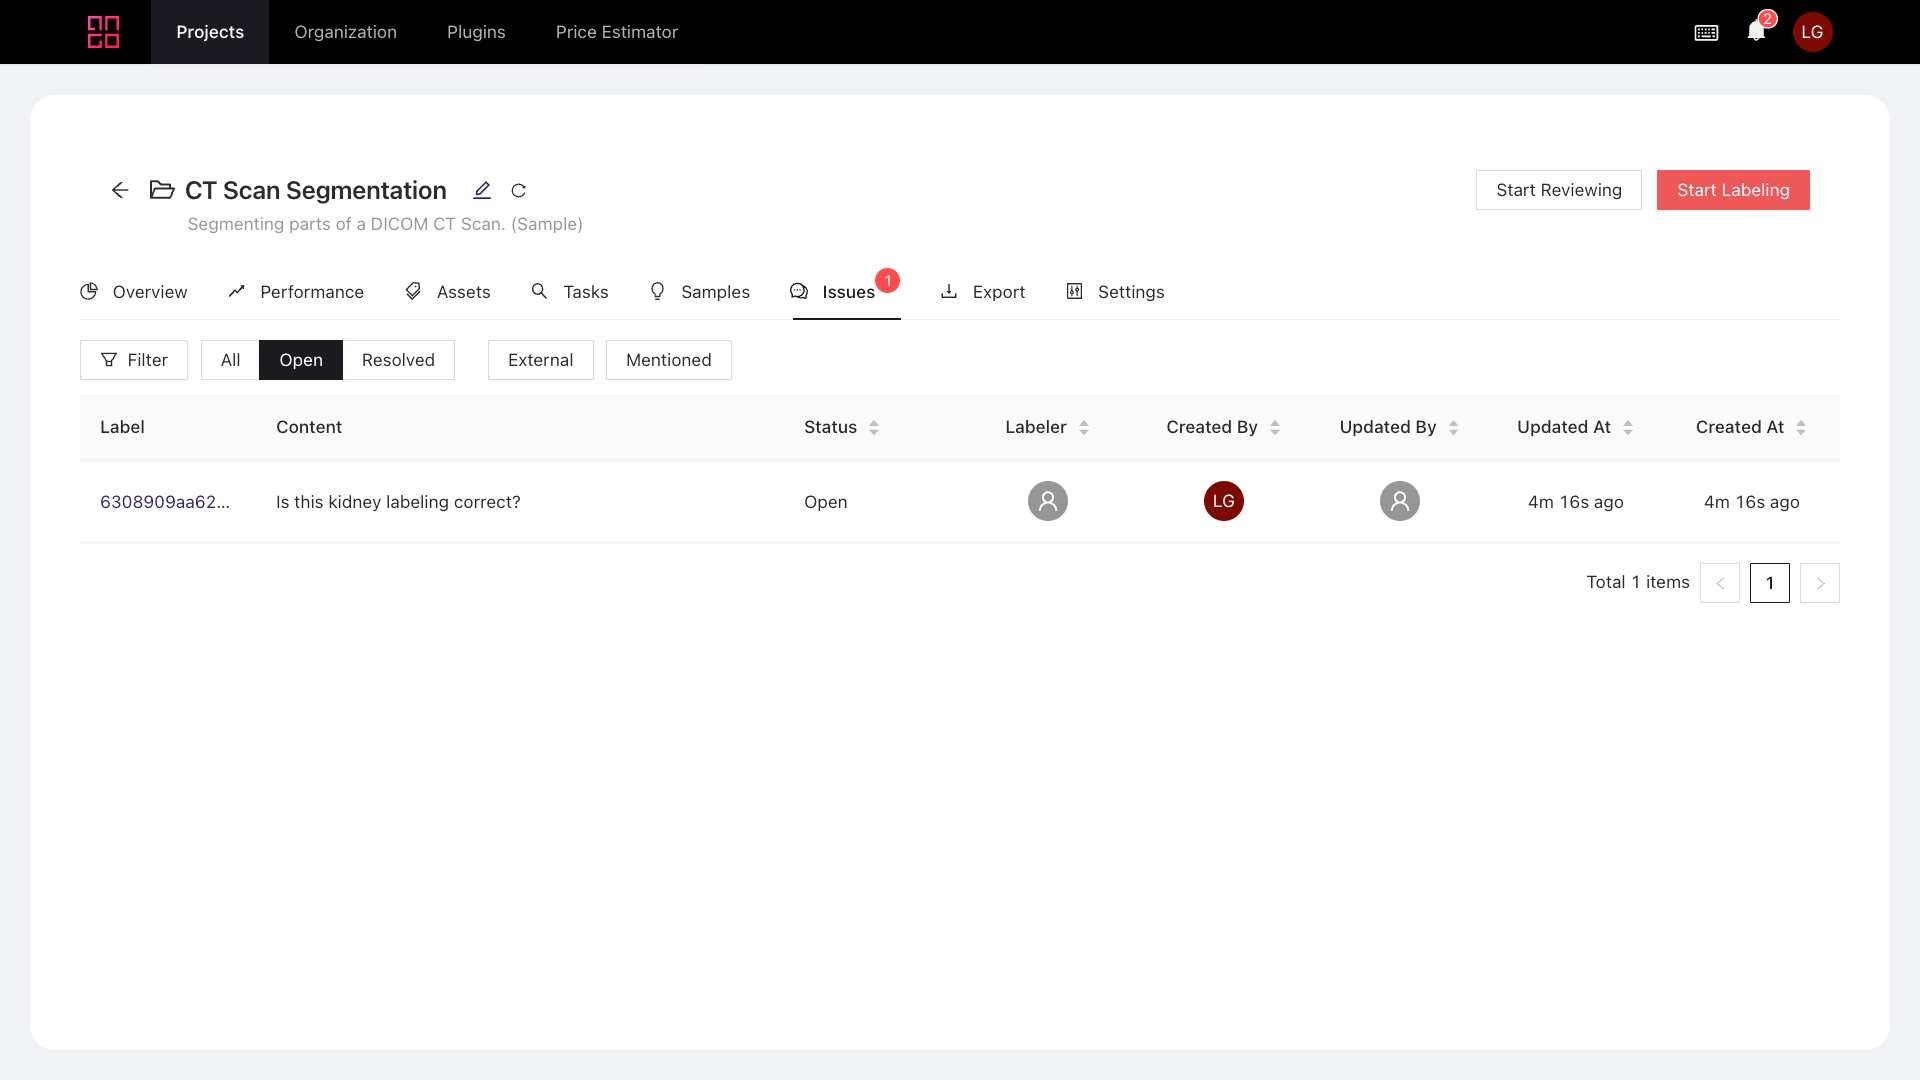 Projects Organization Plugins Price Estimator 2 LG
CT Scan Segmentation Start Reviewing Start Labeling
Segmenting parts of a DICOM CT Scan. (Sample)
Overview Performance Assets Tasks Samples Issues 1 Export Settings
Filter All Open Resolved External Mentioned
Label Content Status Labeler Created By Updated By Updated At Created At
6308909aa62... Is this kidney labeling correct? Open LG 4m 16s ago 4m 16s ago
Total 1 items < 1 >